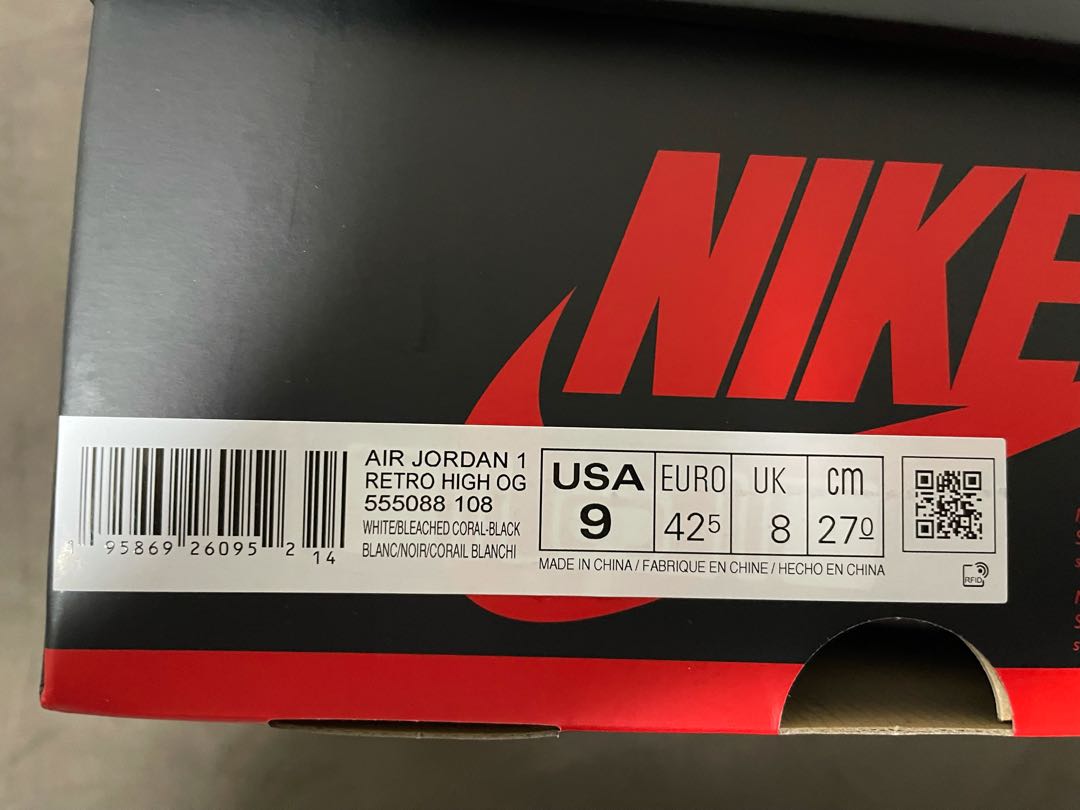 NIKE
AIR JORDAN 1
RETRO HIGH OG
555088 108
WHITE/BLEACHED CORAL-BLACK
BLANC/NOIR/CORAIL BLANCHI
1 95869 26095 2 14
USA EURO UK cm
9 42 5 8 27 0
MADE IN CHINA / FABRIQUE EN CHINE / HECHO EN CHINA
RFID